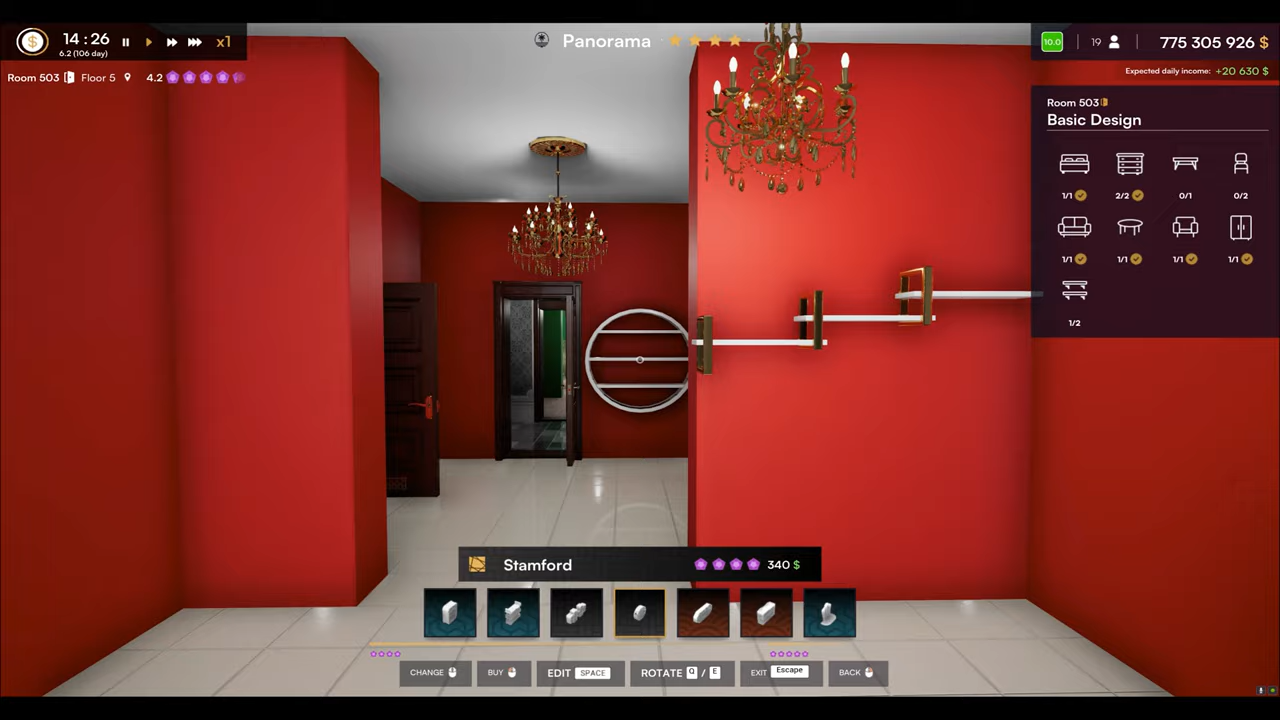 14:26
6.2 (106 day)
x1
Room 503 Floor 5 4.2
Panorama
10.0 19 775 305 926 $
Expected daily income: +20 630 $
Room 503
Basic Design
1/1 2/2 0/1 0/2
1/1 1/1 1/1 1/1
1/2
Stamford 340 $
CHANGE BUY EDIT SPACE ROTATE Q / E EXIT Escape BACK